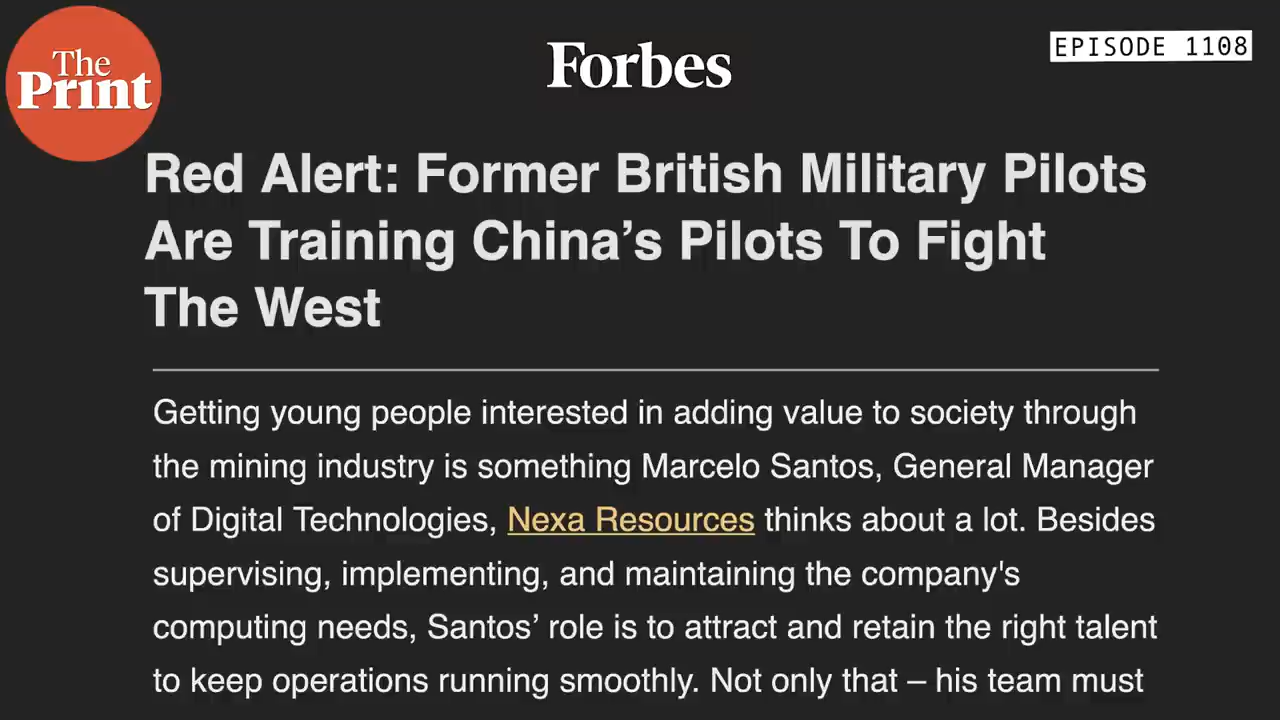 The
Print
Forbes
EPISODE 1108
Red Alert: Former British Military Pilots
Are Training China’s Pilots To Fight
The West
Getting young people interested in adding value to society through
the mining industry is something Marcelo Santos, General Manager
of Digital Technologies, Nexa Resources thinks about a lot. Besides
supervising, implementing, and maintaining the company's
computing needs, Santos’ role is to attract and retain the right talent
to keep operations running smoothly. Not only that – his team must